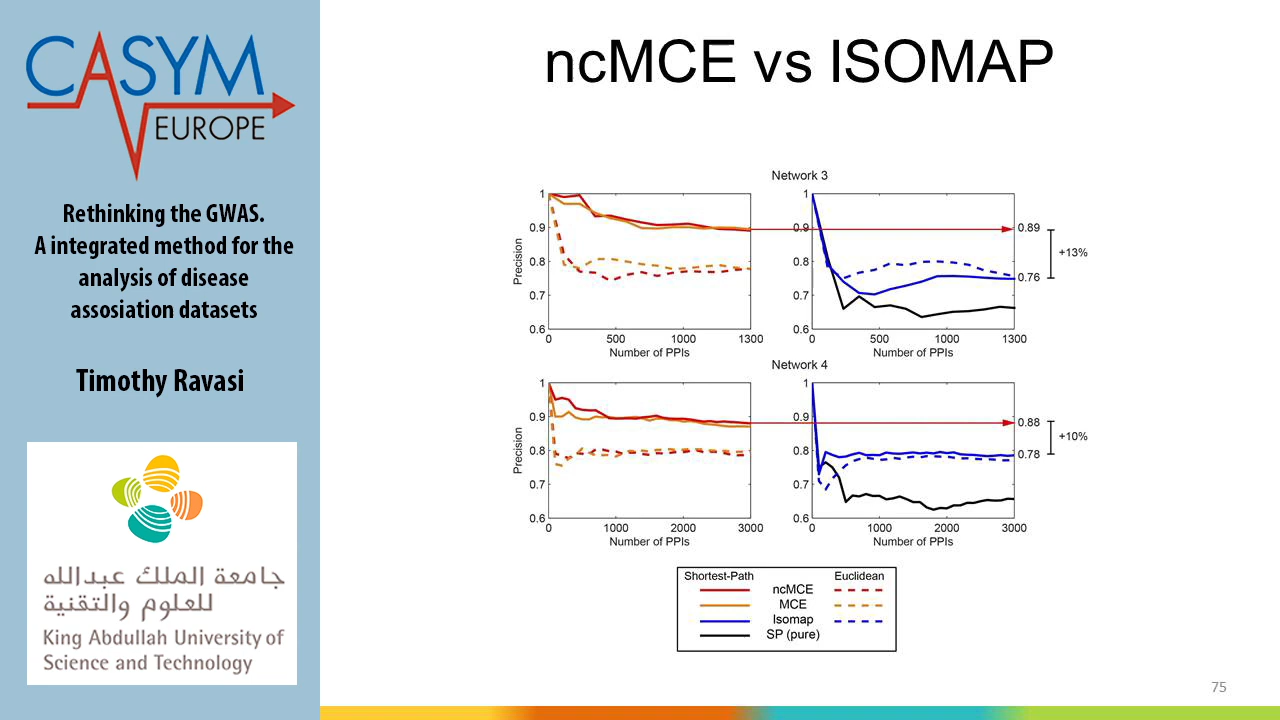 CASYM
EUROPE
Rethinking the GWAS.
A integrated method for the
analysis of disease
assosiation datasets
Timothy Ravasi
جامعة الملك عبدالله
للعلوم والتقنية
King Abdullah University of
Science and Technology
ncMCE vs ISOMAP
Network 3
Precision
1
0.9
0.8
0.7
0.6
0 500 1000 1300
Number of PPIs
1
0.9
0.8
0.7
0.6
0 500 1000 1300
Number of PPIs
0.89
0.76
+13%
Network 4
Precision
1
0.9
0.8
0.7
0.6
0 1000 2000 3000
Number of PPIs
1
0.9
0.8
0.7
0.6
0 1000 2000 3000
Number of PPIs
0.88
0.78
+10%
Shortest-Path Euclidean
ncMCE
MCE
Isomap
SP (pure)
75